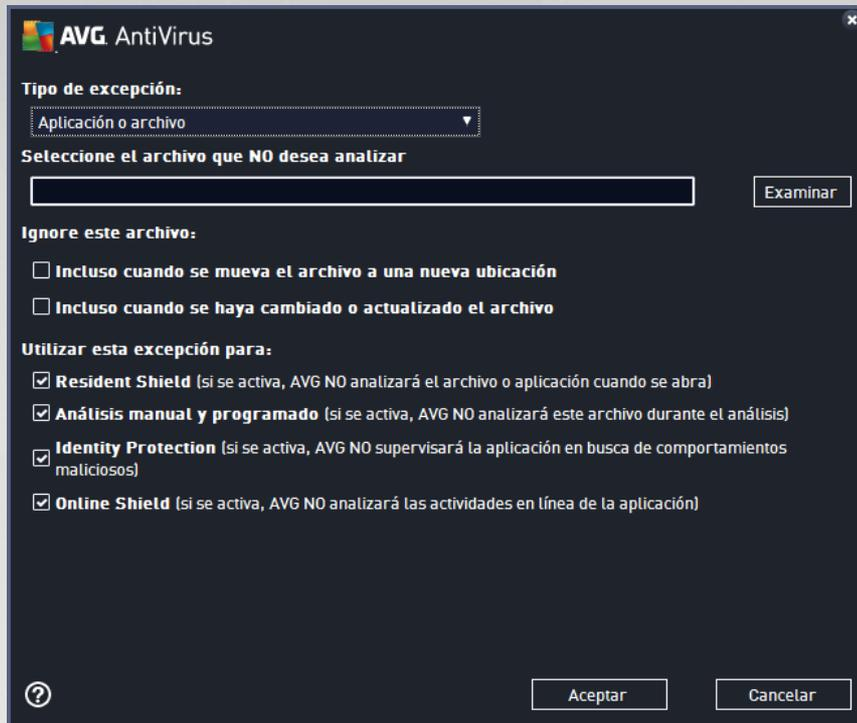 AVG. AntiVirus
Tipo de excepción:
Aplicación o archivo
Seleccione el archivo que NO desea analizar
Examinar
Ignore este archivo:
Incluso cuando se mueva el archivo a una nueva ubicación
Incluso cuando se haya cambiado o actualizado el archivo
Utilizar esta excepción para:
Resident Shield (si se activa, AVG NO analizará el archivo o aplicación cuando se abra)
Análisis manual y programado (si se activa, AVG NO analizará este archivo durante el análisis)
Identity Protection (si se activa, AVG NO supervisará la aplicación en busca de comportamientos
maliciosos)
Online Shield (si se activa, AVG NO analizará las actividades en línea de la aplicación)
?
Aceptar
Cancelar